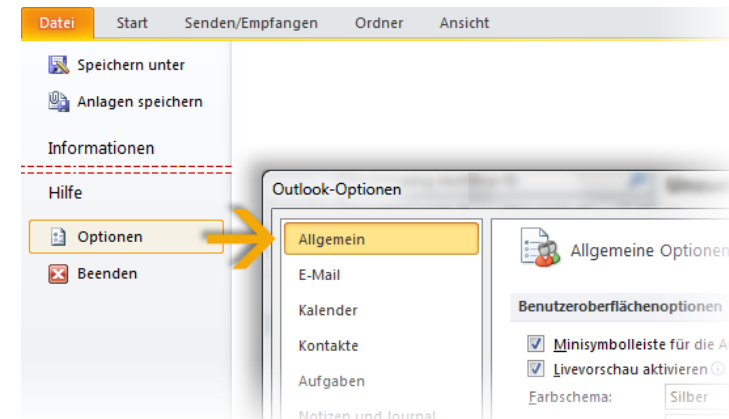 Datei Start Senden/Empfangen Ordner Ansicht
Speichern unter
Anlagen speichern
Informationen
Hilfe
Optionen
Beenden
Outlook-Optionen
Allgemein
E-Mail
Kalender
Kontakte
Aufgaben
Notizen und Journal
Allgemeine Optionen
Benutzeroberflächenoptionen
Minisymbolleiste für die A
Livevorschau aktivieren
Farbschema: Silber